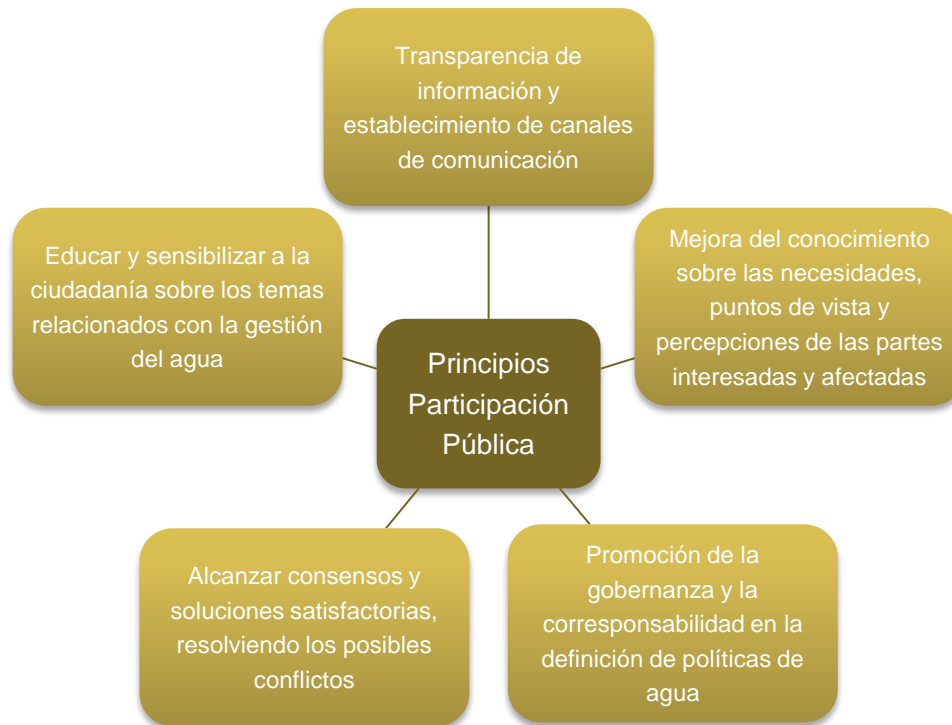 Transparencia de
información y
establecimiento de canales
de comunicación
Educar y sensibilizar a la
ciudadanía sobre los temas
relacionados con la gestión
del agua
Mejora del conocimiento
sobre las necesidades,
puntos de vista y
percepciones de las partes
interesadas y afectadas
Principios
Participación
Pública
Alcanzar consensos y
soluciones satisfactorias,
resolviendo los posibles
conflictos
Promoción de la
gobernanza y la
corresponsabilidad en la
definición de políticas de
agua